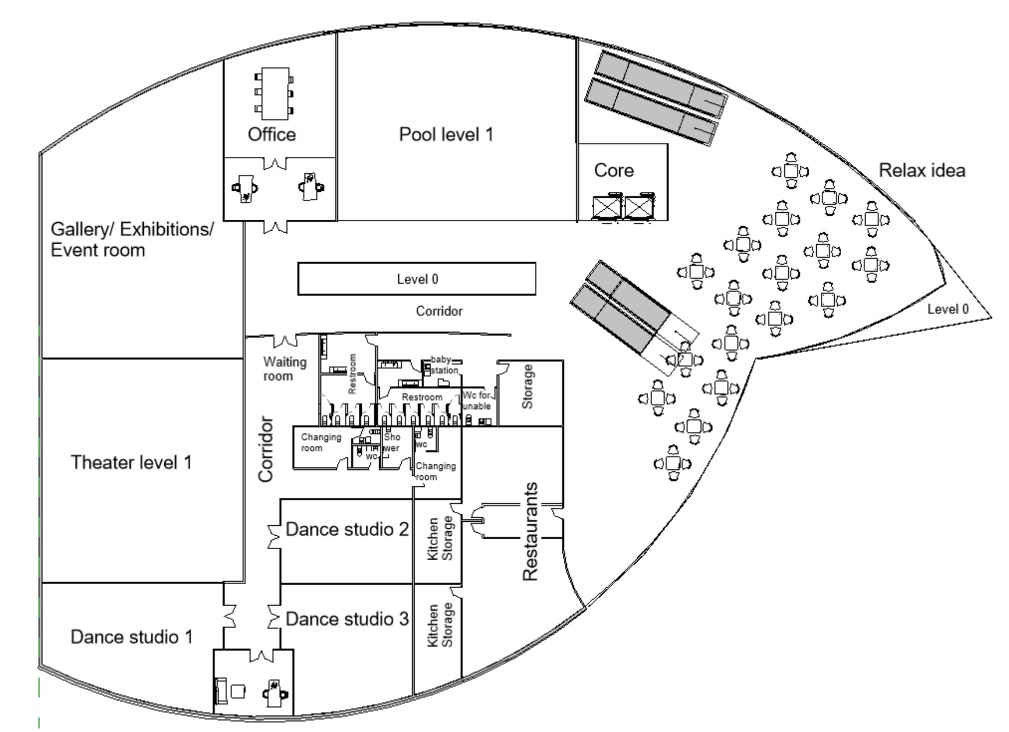 Office
Pool level 1
Core
Relax idea
Gallery/ Exhibitions/
Event room
Level 0
Level 0
Corridor
Waiting
room
Restroom
baby
station
Restroom
Wc for
unable
Storage
Corridor
Changing
room
Sho
wer
wc
wc
Changing
room
Theater level 1
Restaurants
Dance studio 2
Kitchen
Storage
Dance studio 1
Dance studio 3
Kitchen
Storage